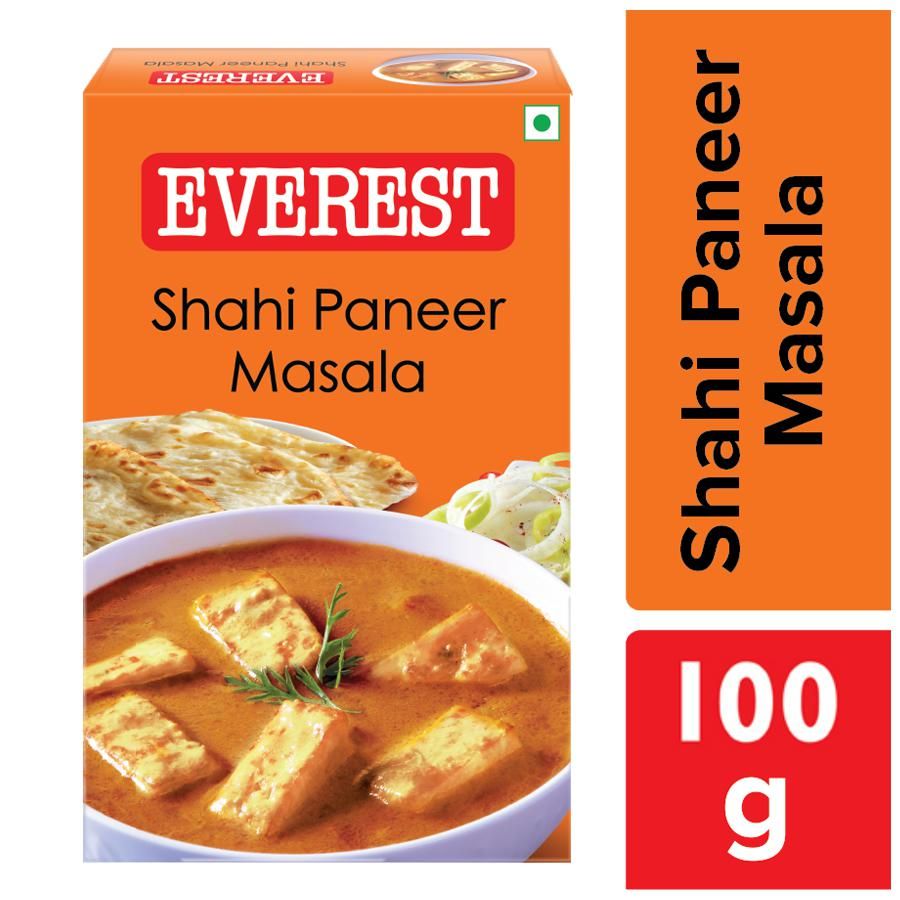 Shahi Paneer Masala
EVEREST
EVEREST
Shahi Paneer
Masala
Shahi Paneer
Masala
100
g